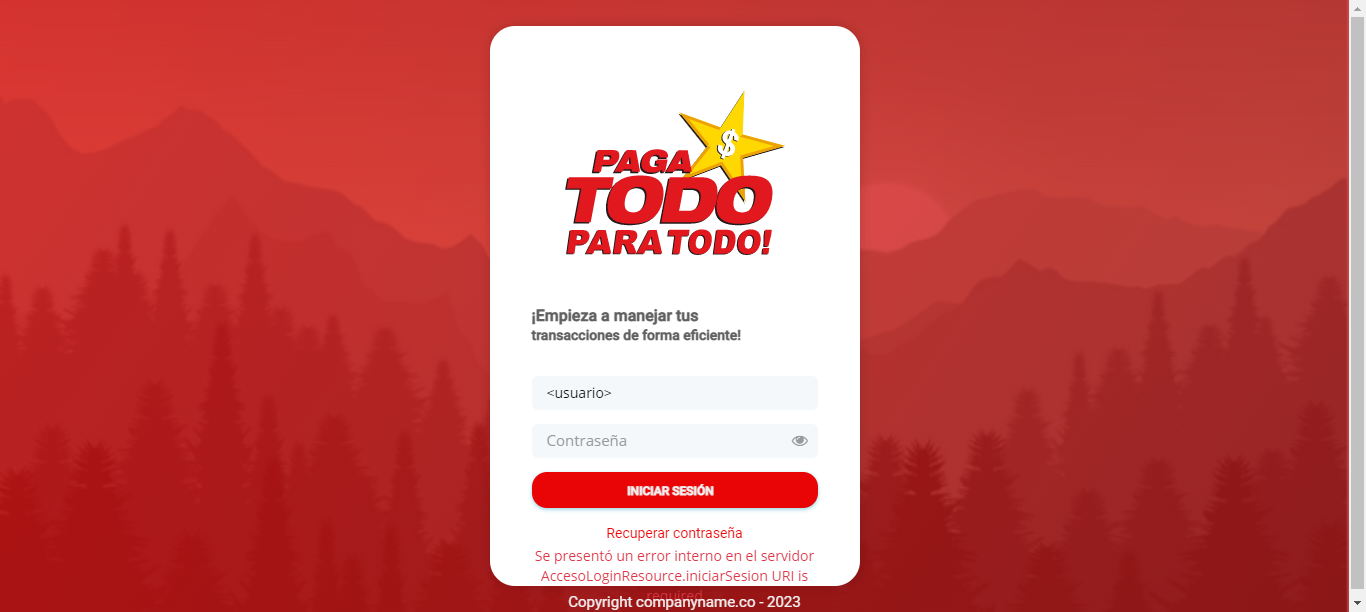 $
PAGA
TODO
PARA TODO!
¡Empieza a manejar tus
transacciones de forma eficiente!
<usuario>
Contraseña
INICIAR SESIÓN
Recuperar contraseña
Se presentó un error interno en el servidor
AccesoLoginResource.iniciarSesion URI is
required
Copyright companyname.co - 2023